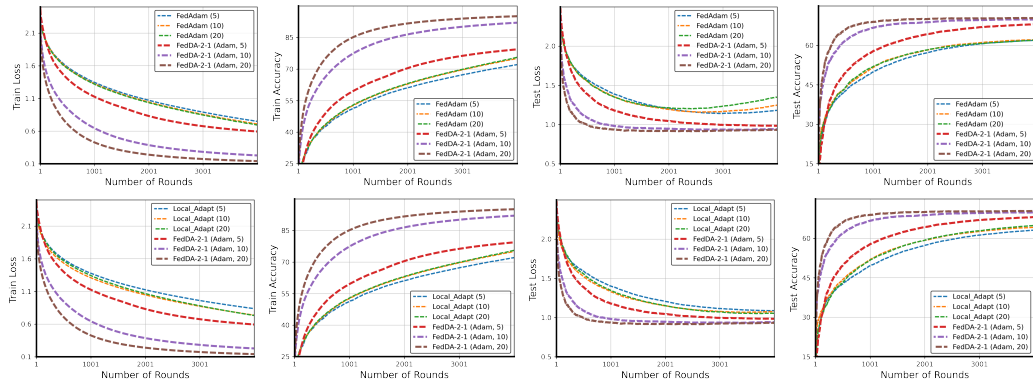 2.1
1.6
1.1
0.6
0.1
1
1001
2001
3001
Train Loss
Number of Rounds
FedAdam (5)
FedAdam (10)
FedAdam (20)
FedDA-2-1 (Adam, 5)
FedDA-2-1 (Adam, 10)
FedDA-2-1 (Adam, 20)
85
70
55
40
25
1
1001
2001
3001
Train Accuracy
Number of Rounds
FedAdam (5)
FedAdam (10)
FedAdam (20)
FedDA-2-1 (Adam, 5)
FedDA-2-1 (Adam, 10)
FedDA-2-1 (Adam, 20)
2.0
1.5
1.0
0.5
1
1001
2001
3001
Test Loss
Number of Rounds
FedAdam (5)
FedAdam (10)
FedAdam (20)
FedDA-2-1 (Adam, 5)
FedDA-2-1 (Adam, 10)
FedDA-2-1 (Adam, 20)
60
45
30
15
1
1001
2001
3001
Test Accuracy
Number of Rounds
FedAdam (5)
FedAdam (10)
FedAdam (20)
FedDA-2-1 (Adam, 5)
FedDA-2-1 (Adam, 10)
FedDA-2-1 (Adam, 20)
2.1
1.6
1.1
0.6
0.1
1
1001
2001
3001
Train Loss
Number of Rounds
Local_Adapt (5)
Local_Adapt (10)
Local_Adapt (20)
FedDA-2-1 (Adam, 5)
FedDA-2-1 (Adam, 10)
FedDA-2-1 (Adam, 20)
85
70
55
40
25
1
1001
2001
3001
Train Accuracy
Number of Rounds
Local_Adapt (5)
Local_Adapt (10)
Local_Adapt (20)
FedDA-2-1 (Adam, 5)
FedDA-2-1 (Adam, 10)
FedDA-2-1 (Adam, 20)
2.0
1.5
1.0
0.5
1
1001
2001
3001
Test Loss
Number of Rounds
Local_Adapt (5)
Local_Adapt (10)
Local_Adapt (20)
FedDA-2-1 (Adam, 5)
FedDA-2-1 (Adam, 10)
FedDA-2-1 (Adam, 20)
60
45
30
15
1
1001
2001
3001
Test Accuracy
Number of Rounds
Local_Adapt (5)
Local_Adapt (10)
Local_Adapt (20)
FedDA-2-1 (Adam, 5)
FedDA-2-1 (Adam, 10)
FedDA-2-1 (Adam, 20)